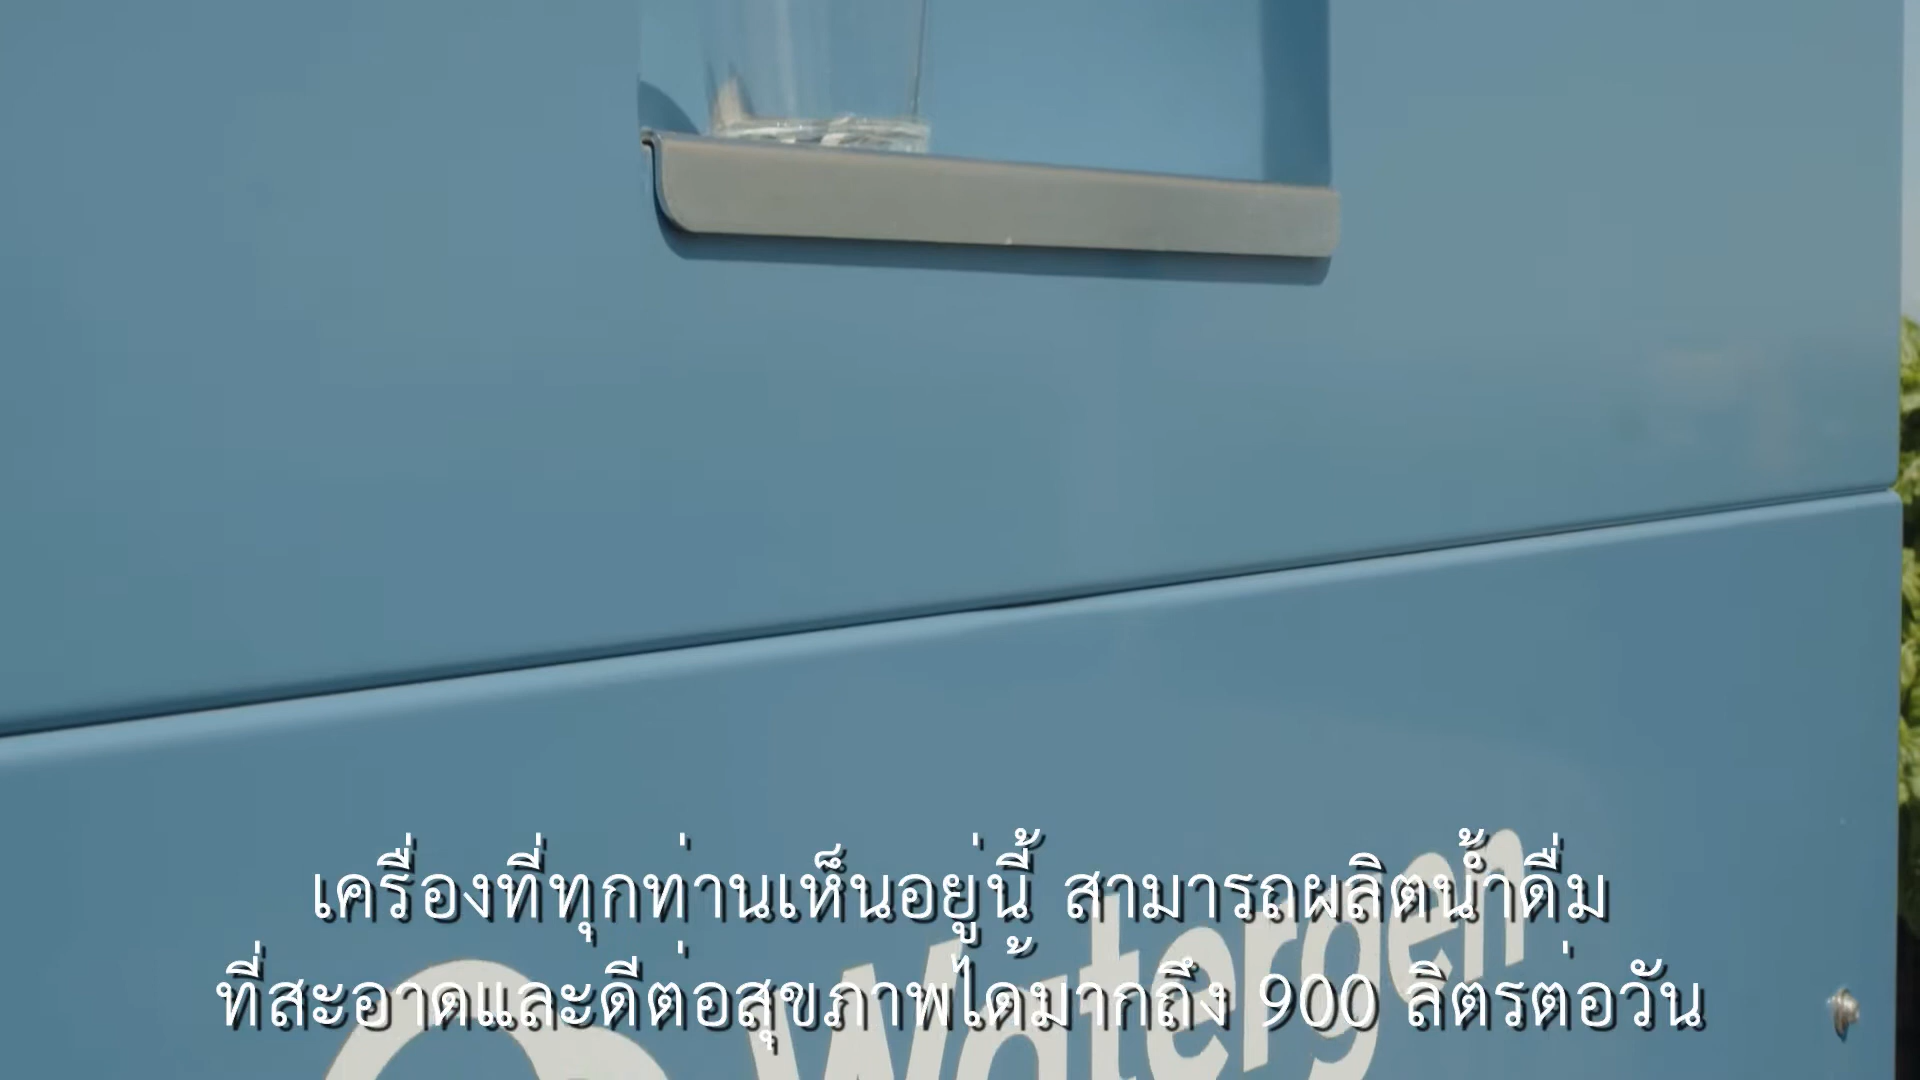 เครื่องที่ทุกท่านเห็นอยู่นี้ สามารถผลิตน้ำดื่ม
ที่สะอาดและดีต่อสุขภาพได้มากถึง 900 ลิตรต่อวัน
Watergen